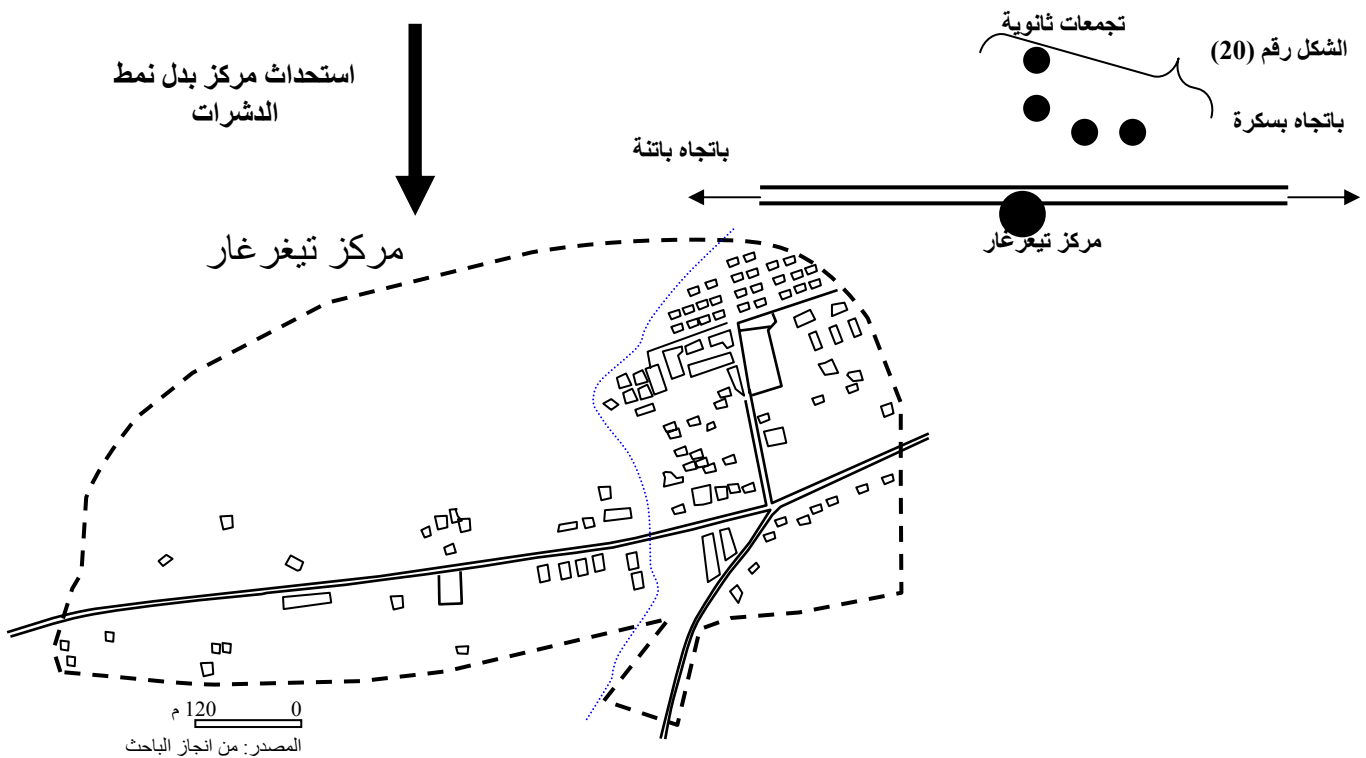 الشكل رقم (20)
تجمعات ثانوية
باتجاه بسكرة
باتجاه باتنة
مركز تيغرغار
استحداث مركز بدل نمط
الدشرات
مركز تيغرغار
0 120 م
المصدر: من انجاز الباحث